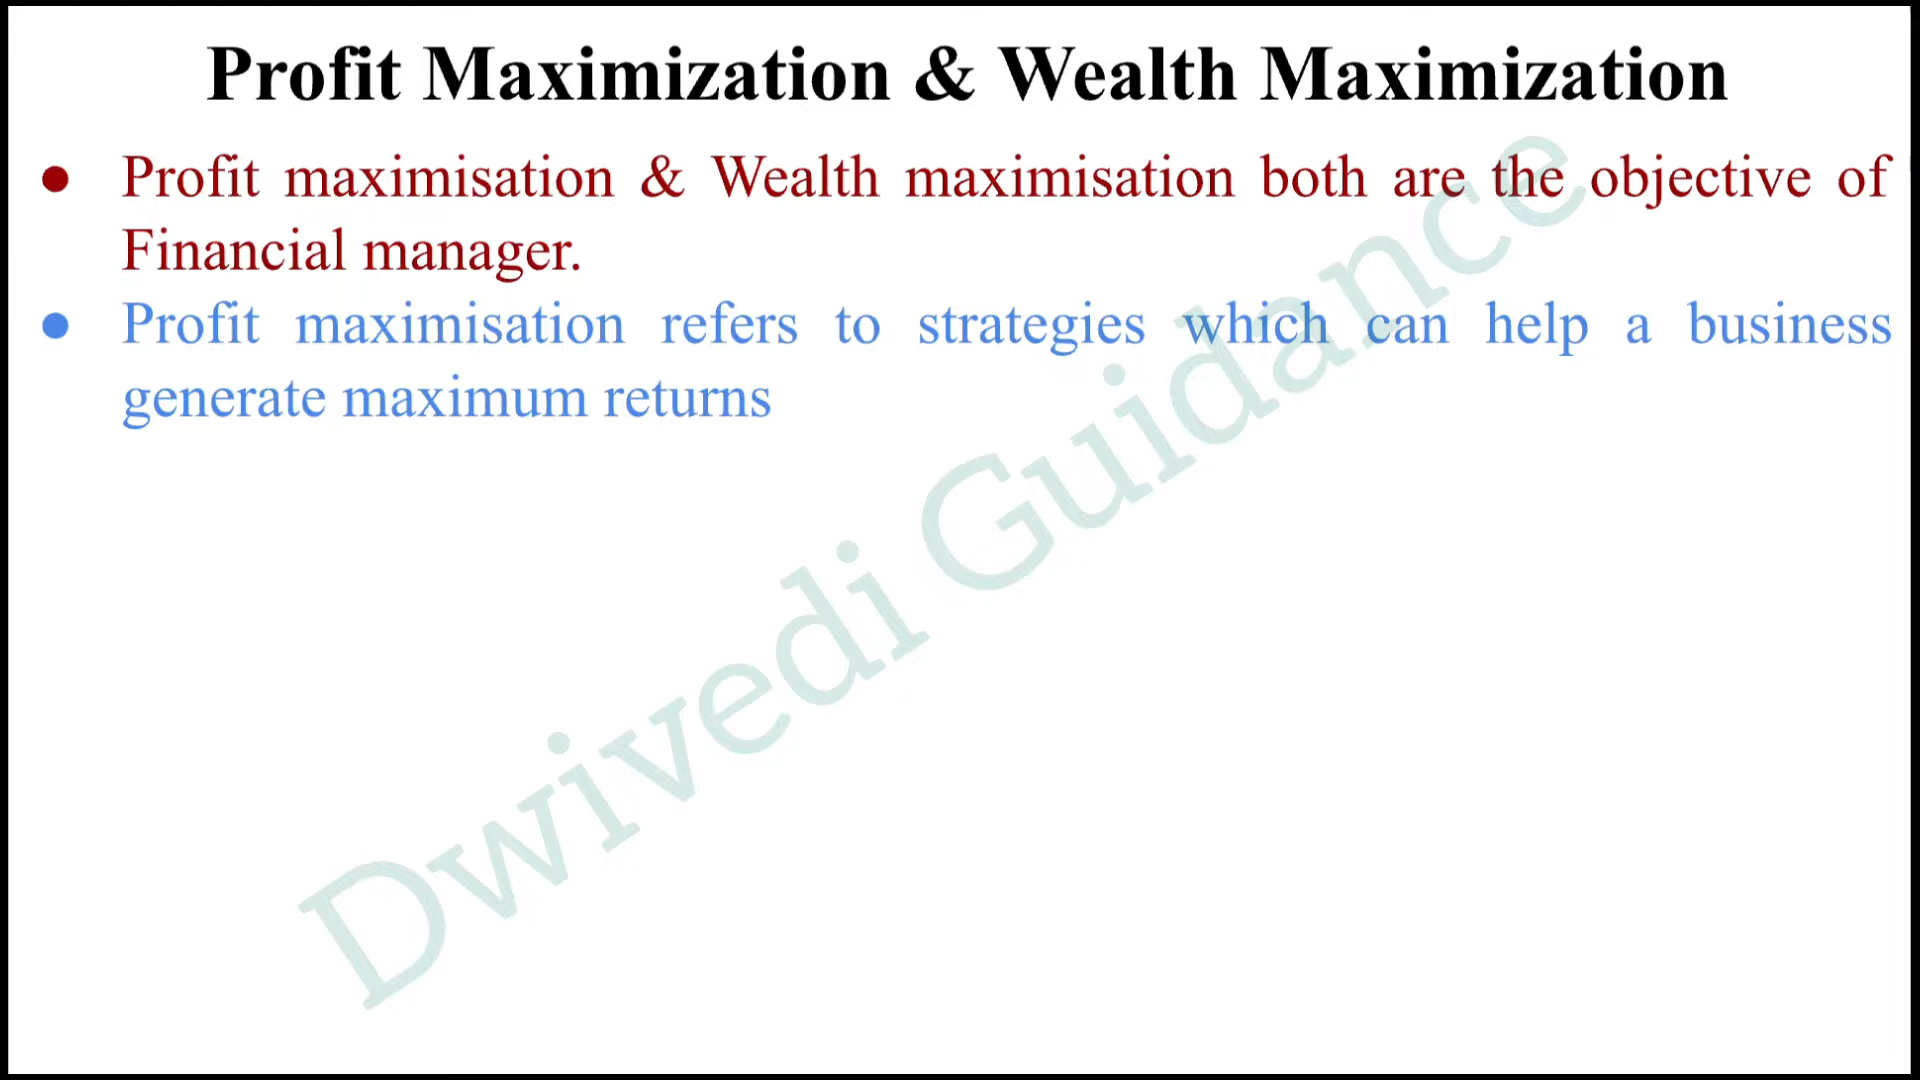 Profit Maximization & Wealth Maximization
● Profit maximisation & Wealth maximisation both are the objective of
Financial manager.
● Profit maximisation refers to strategies which can help a business
generate maximum returns
Dwivedi Guidance